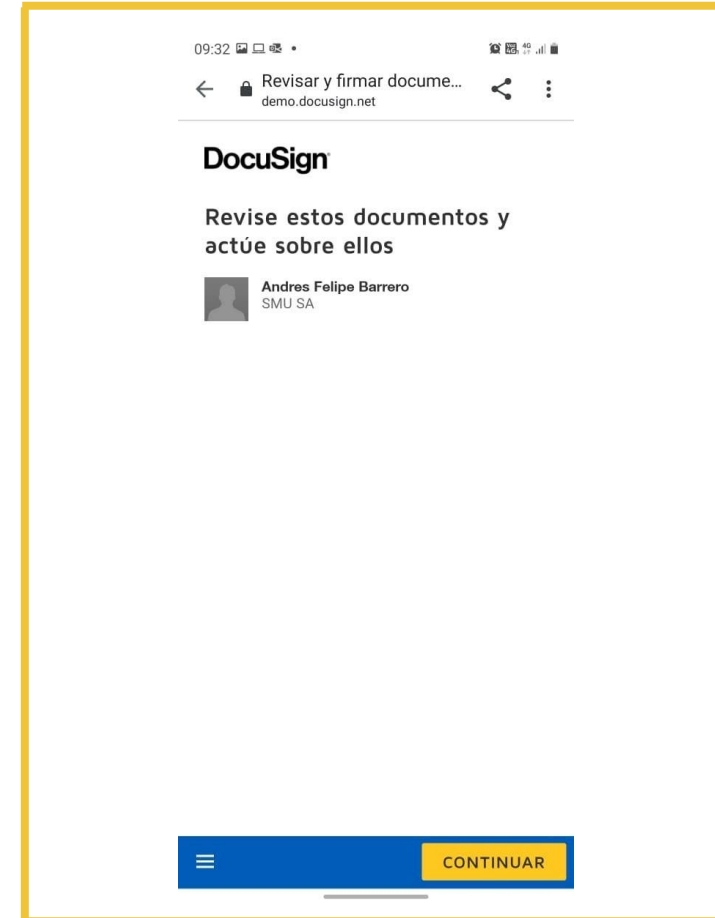 09:32
Revisar y firmar docume...
demo.docusign.net
DocuSign
Revise estos documentos y
actúe sobre ellos
Andres Felipe Barrero
SMU SA
CONTINUAR